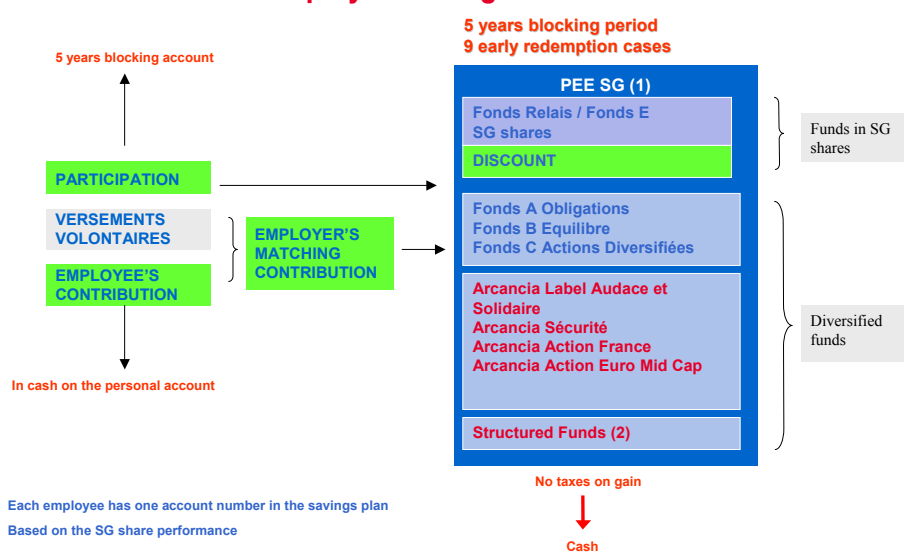 5 years blocking period
9 early redemption cases
5 years blocking account
PEE SG (1)
Fonds Relais / Fonds E
SG shares
DISCOUNT
Funds in SG
shares
PARTICIPATION
VERSEMENTS
VOLONTAIRES
EMPLOYEE'S
CONTRIBUTION
EMPLOYER'S
MATCHING
CONTRIBUTION
Fonds A Obligations
Fonds B Equilibre
Fonds C Actions Diversifiées
Arcancia Label Audace et
Solidaire
Arcancia Sécurité
Arcancia Action France
Arcancia Action Euro Mid Cap
Diversified
funds
In cash on the personal account
Structured Funds (2)
No taxes on gain
Each employee has one account number in the savings plan
Based on the SG share performance
Cash